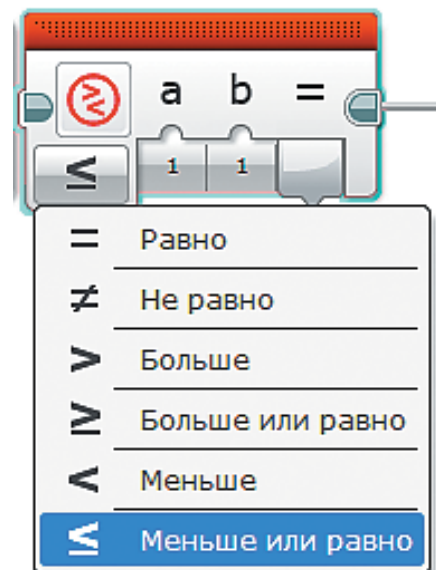 a b =
≤ 1 1
= Равно
≠ Не равно
> Больше
≥ Больше или равно
< Меньше
≤ Меньше или равно